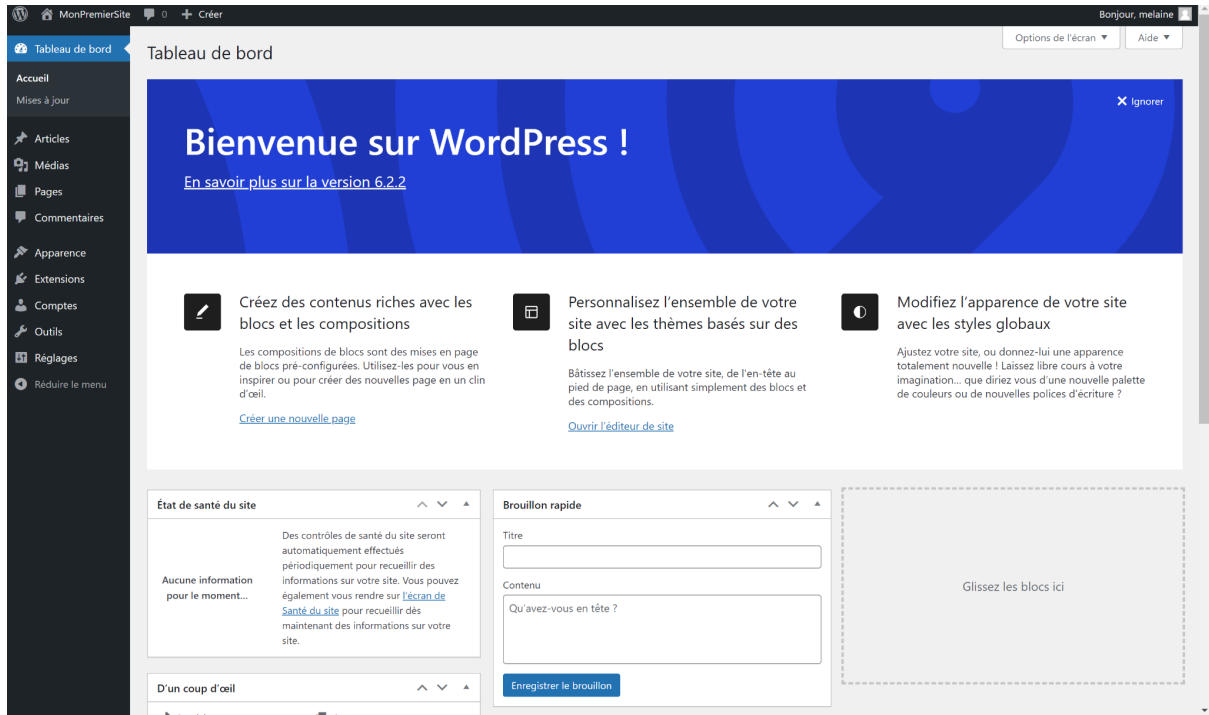 MonPremierSite 0 Créer Bonjour, melaine
Options de l'écran ▼ Aide ▼
Tableau de bord
Accueil
Mises à jour
Articles
Médias
Pages
Commentaires
Apparence
Extensions
Comptes
Outils
Réglages
Réduire le menu
Tableau de bord
Ignorer
Bienvenue sur WordPress !
En savoir plus sur la version 6.2.2
Créez des contenus riches avec les
blocs et les compositions
Les compositions de blocs sont des mises en page
de blocs pré-configurées. Utilisez-les pour vous en
inspirer ou pour créer des nouvelles page en un clin
d'œil.
Créer une nouvelle page
Personnalisez l'ensemble de votre
site avec les thèmes basés sur des
blocs
Bâtissez l'ensemble de votre site, de l'en-tête au
pied de page, en utilisant simplement des blocs et
des compositions.
Ouvrir l'éditeur de site
Modifiez l'apparence de votre site
avec les styles globaux
Ajustez votre site, ou donnez-lui une apparence
totalement nouvelle ! Laissez libre cours à votre
imagination... que diriez vous d'une nouvelle palette
de couleurs ou de nouvelles polices d'écriture ?
État de santé du site
Aucune information
pour le moment...
Des contrôles de santé du site seront
automatiquement effectués
périodiquement pour recueillir des
informations sur votre site. Vous pouvez
également vous rendre sur l'écran de
Santé du site pour recueillir dès
maintenant des informations sur votre
site.
D'un coup d'œil
Brouillon rapide
Titre
Contenu
Qu'avez-vous en tête ?
Enregistrer le brouillon
Glissez les blocs ici